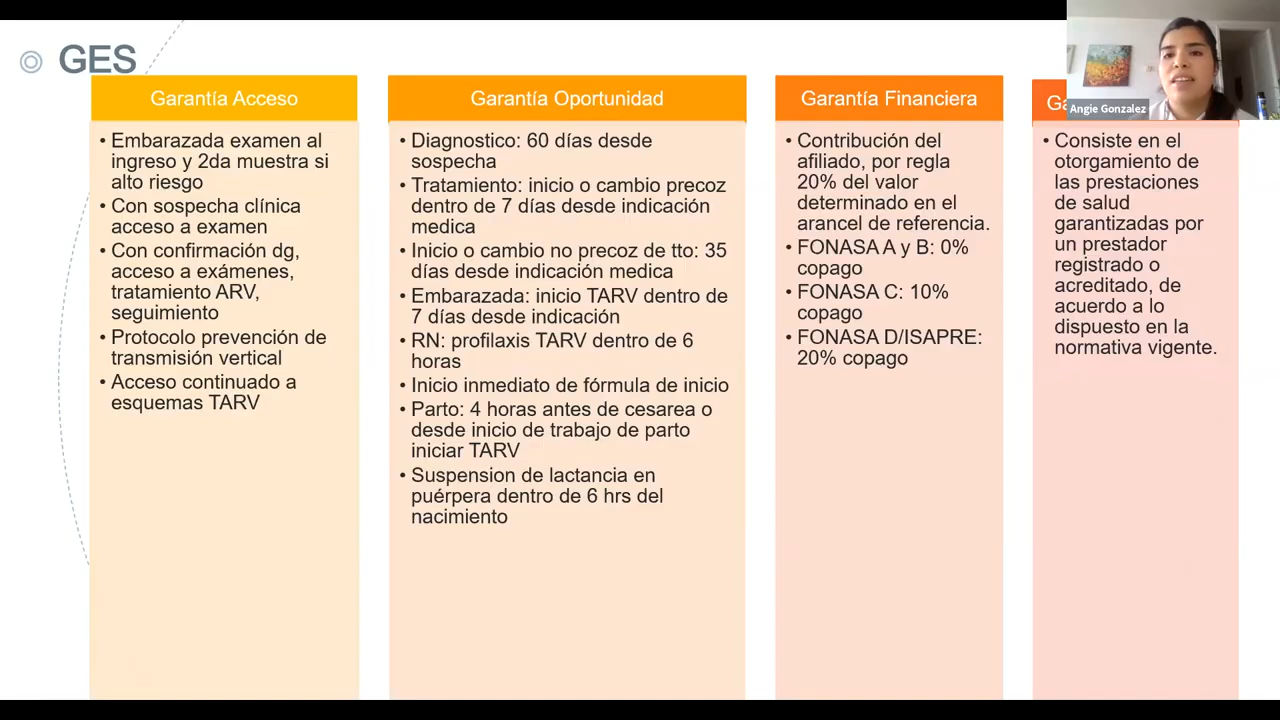 GES
Garantía Acceso
• Embarazada examen al
ingreso y 2da muestra si
alto riesgo
• Con sospecha clínica
acceso a examen
• Con confirmación dg,
acceso a exámenes,
tratamiento ARV,
seguimiento
• Protocolo prevención de
transmisión vertical
• Acceso continuado a
esquemas TARV
Garantía Oportunidad
• Diagnostico: 60 días desde
sospecha
• Tratamiento: inicio o cambio precoz
dentro de 7 días desde indicación
medica
• Inicio o cambio no precoz de tto: 35
días desde indicación medica
• Embarazada: inicio TARV dentro de
7 días desde indicación
• RN: profilaxis TARV dentro de 6
horas
• Inicio inmediato de fórmula de inicio
• Parto: 4 horas antes de cesarea o
desde inicio de trabajo de parto
iniciar TARV
• Suspension de lactancia en
puérpera dentro de 6 hrs del
nacimiento
Garantía Financiera
• Contribución del
afiliado, por regla
20% del valor
determinado en el
arancel de referencia.
• FONASA A y B: 0%
copago
• FONASA C: 10%
copago
• FONASA D/ISAPRE:
20% copago
• Consiste en el
otorgamiento de
las prestaciones
de salud
garantizadas por
un prestador
registrado o
acreditado, de
acuerdo a lo
dispuesto en la
normativa vigente.
Angie Gonzalez